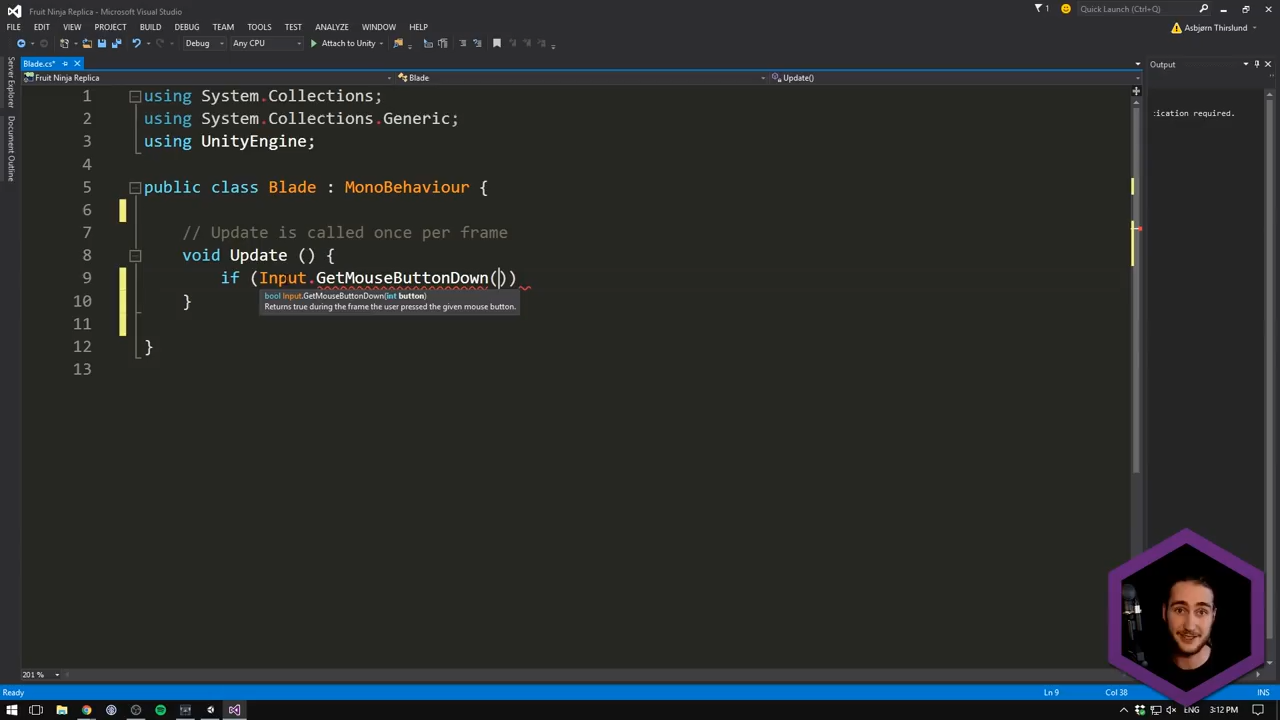 Fruit Ninja Replica - Microsoft Visual Studio
Quick Launch (Ctrl+Q)
FILE EDIT VIEW PROJECT BUILD DEBUG TEAM TOOLS TEST ANALYZE WINDOW HELP
Asbjørn Thirslund
Debug Any CPU Attach to Unity
Blade.cs*
Output
Fruit Ninja Replica Blade Update()
Server Explorer
Document Outline
1 using System.Collections;
2 using System.Collections.Generic;
3 using UnityEngine;
4
5 public class Blade : MonoBehaviour {
6
7 // Update is called once per frame
8 void Update () {
9 if (Input.GetMouseButtonDown())
bool Input.GetMouseButtonDown(int button)
Returns true during the frame the user pressed the given mouse button.
10 }
11
12 }
13
:ication required.
201 %
Ready Ln 9 Col 38 INS
ENG 3:12 PM